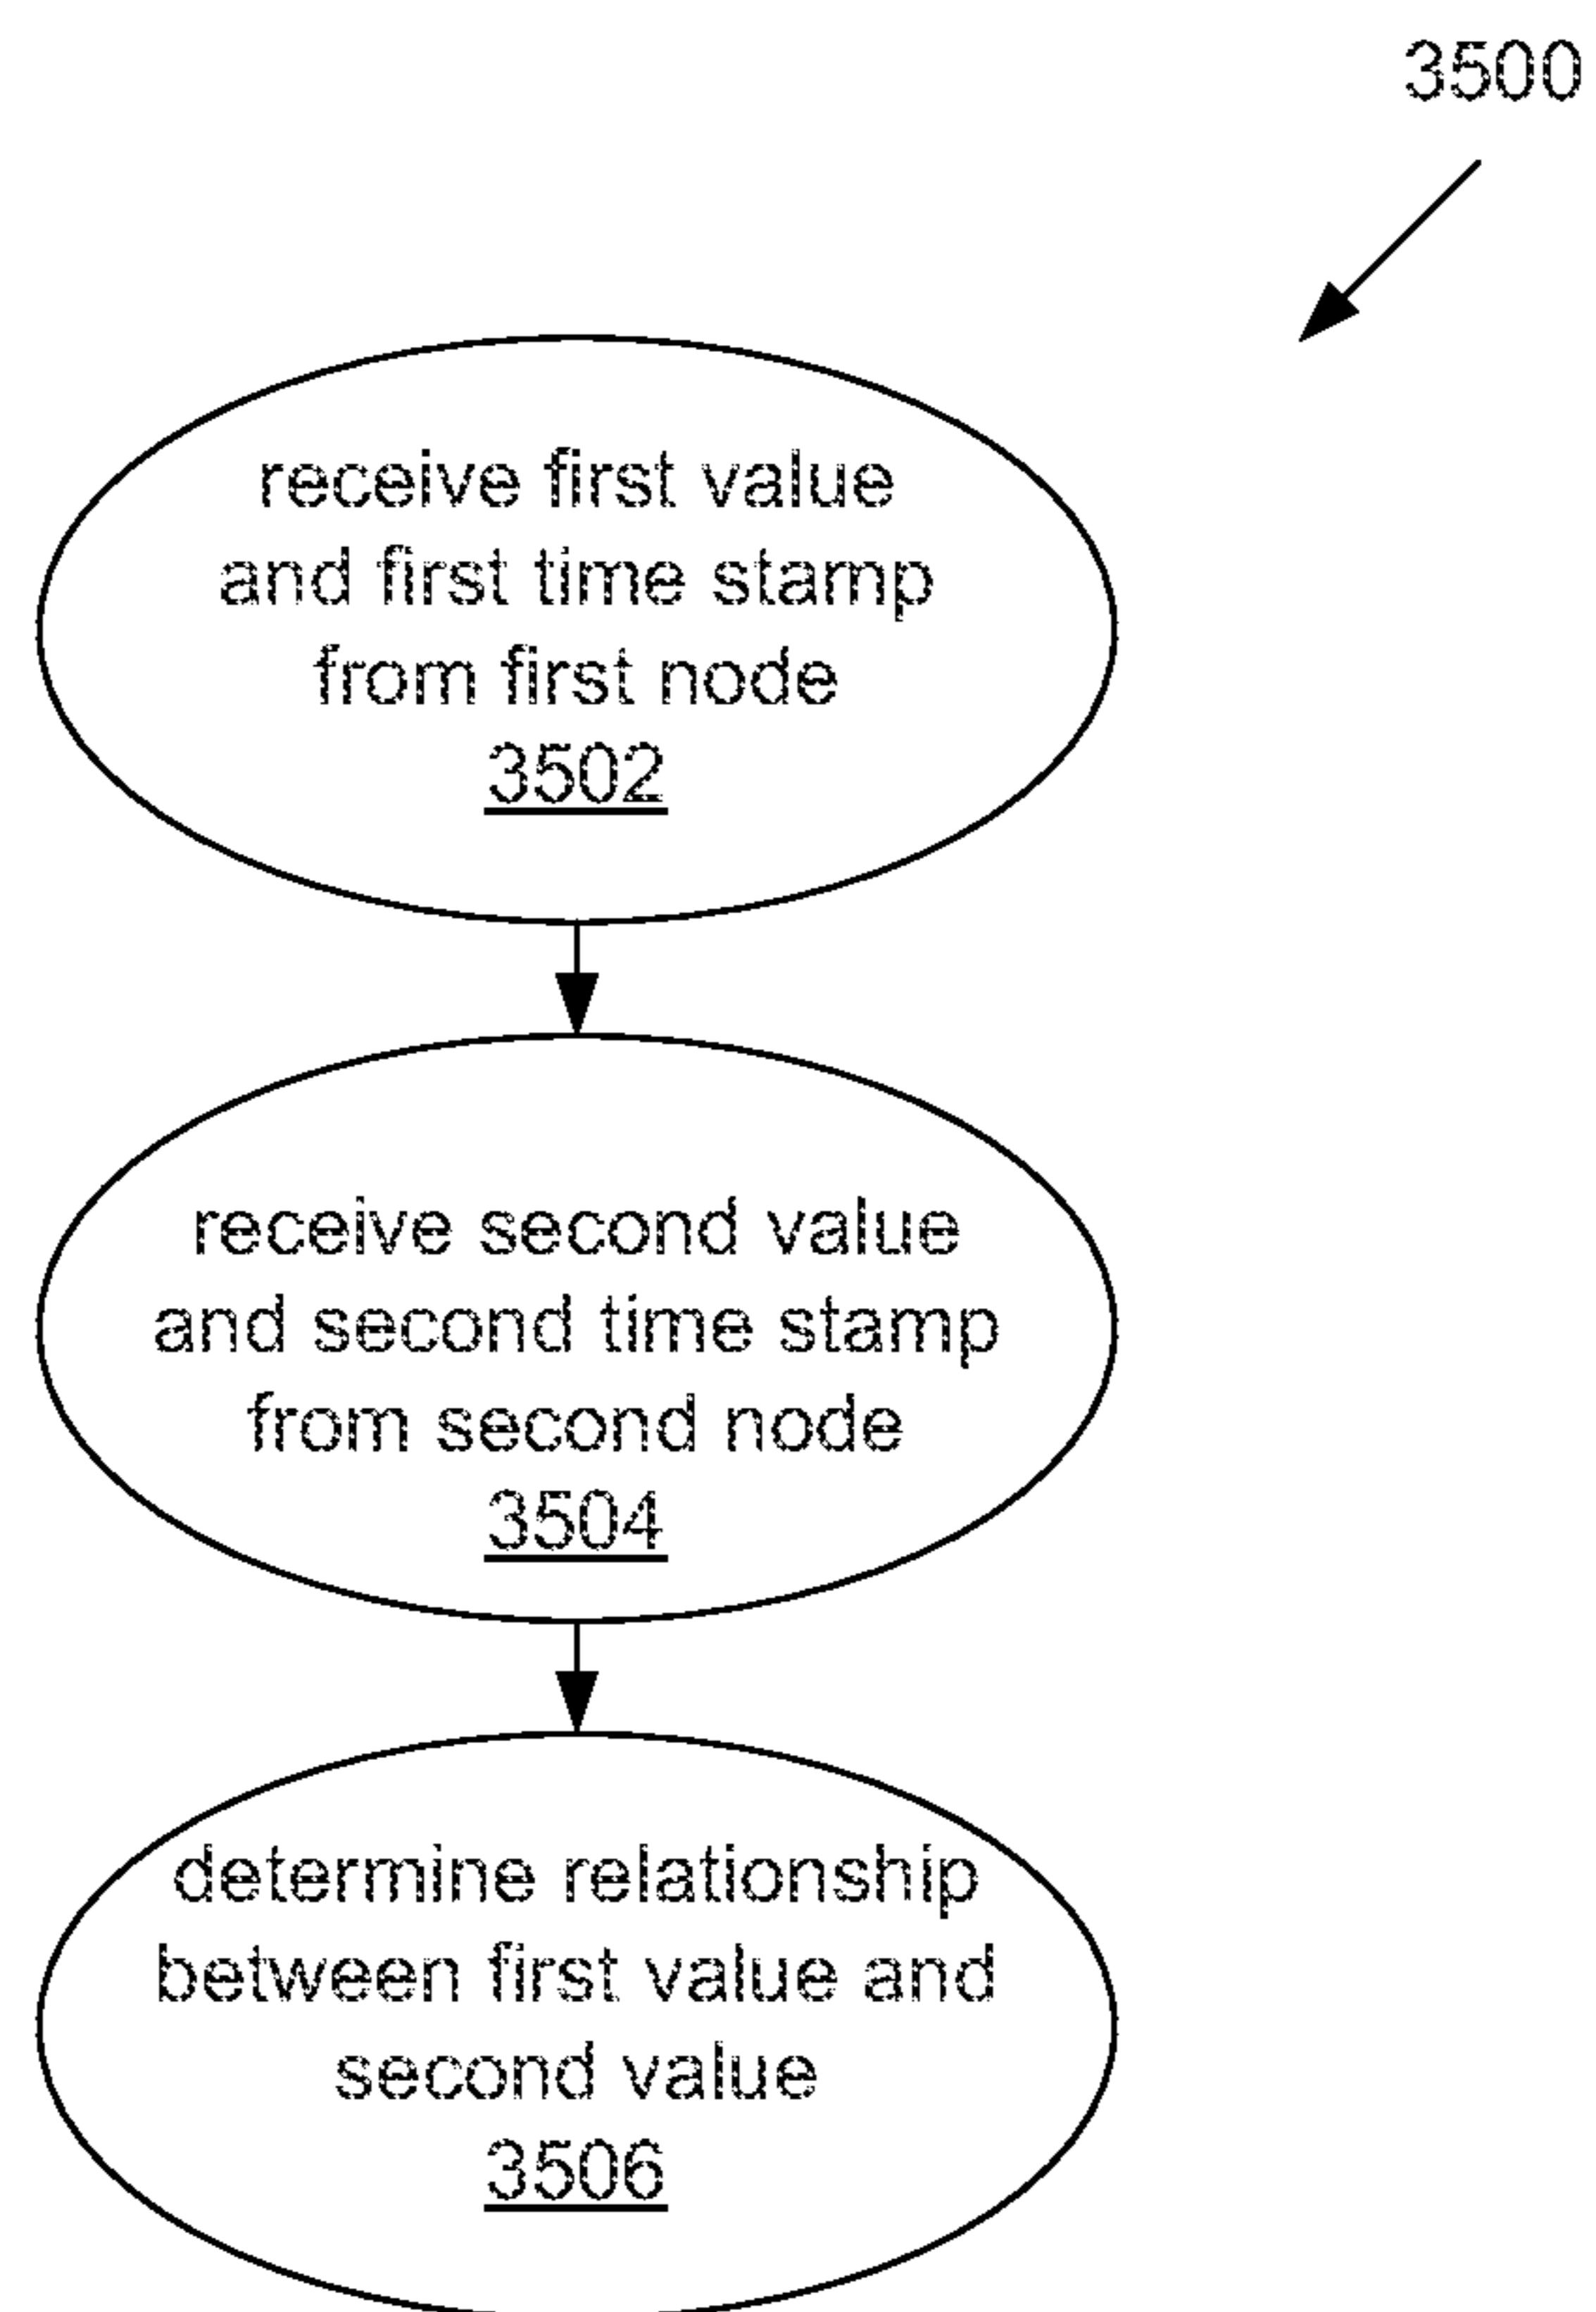 3500
receive first value
and first time stamp
from first node
3502
receive second value
and second time stamp
from second node
3504
determine relationship
between first value and
second value
3506